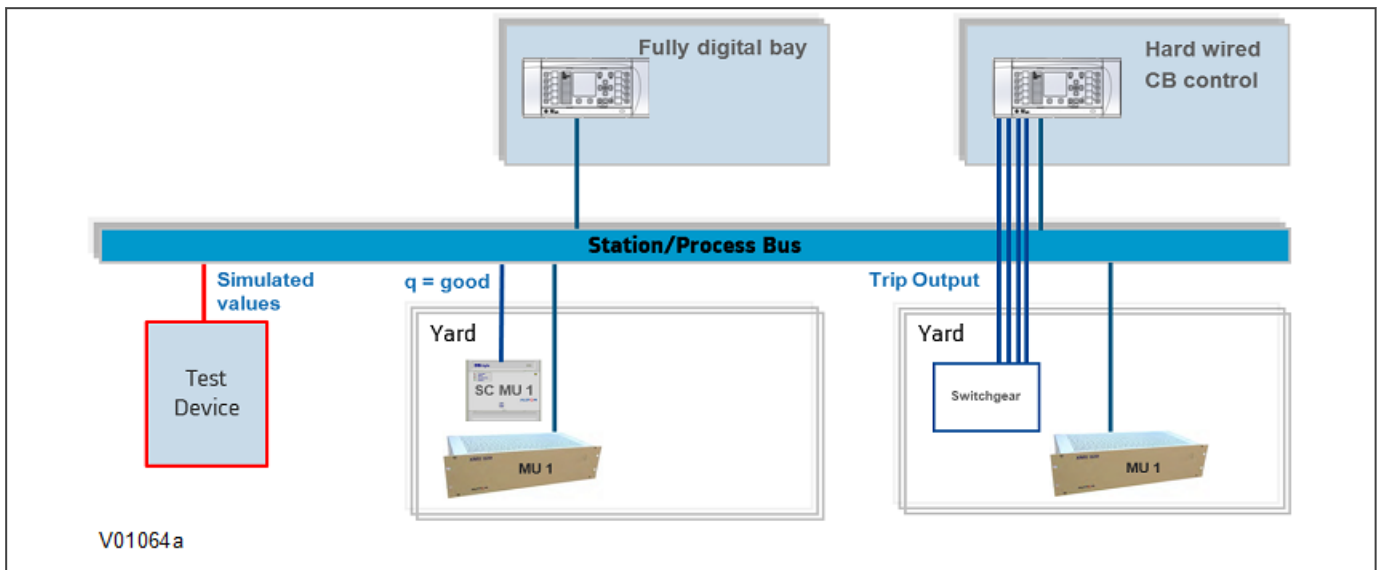 Fully digital bay
Hard wired
CB control
Station/Process Bus
Simulated
values
q = good
Trip Output
Test
Device
Yard
SC MU 1
MU 1
Yard
Switchgear
MU 1
V01064a